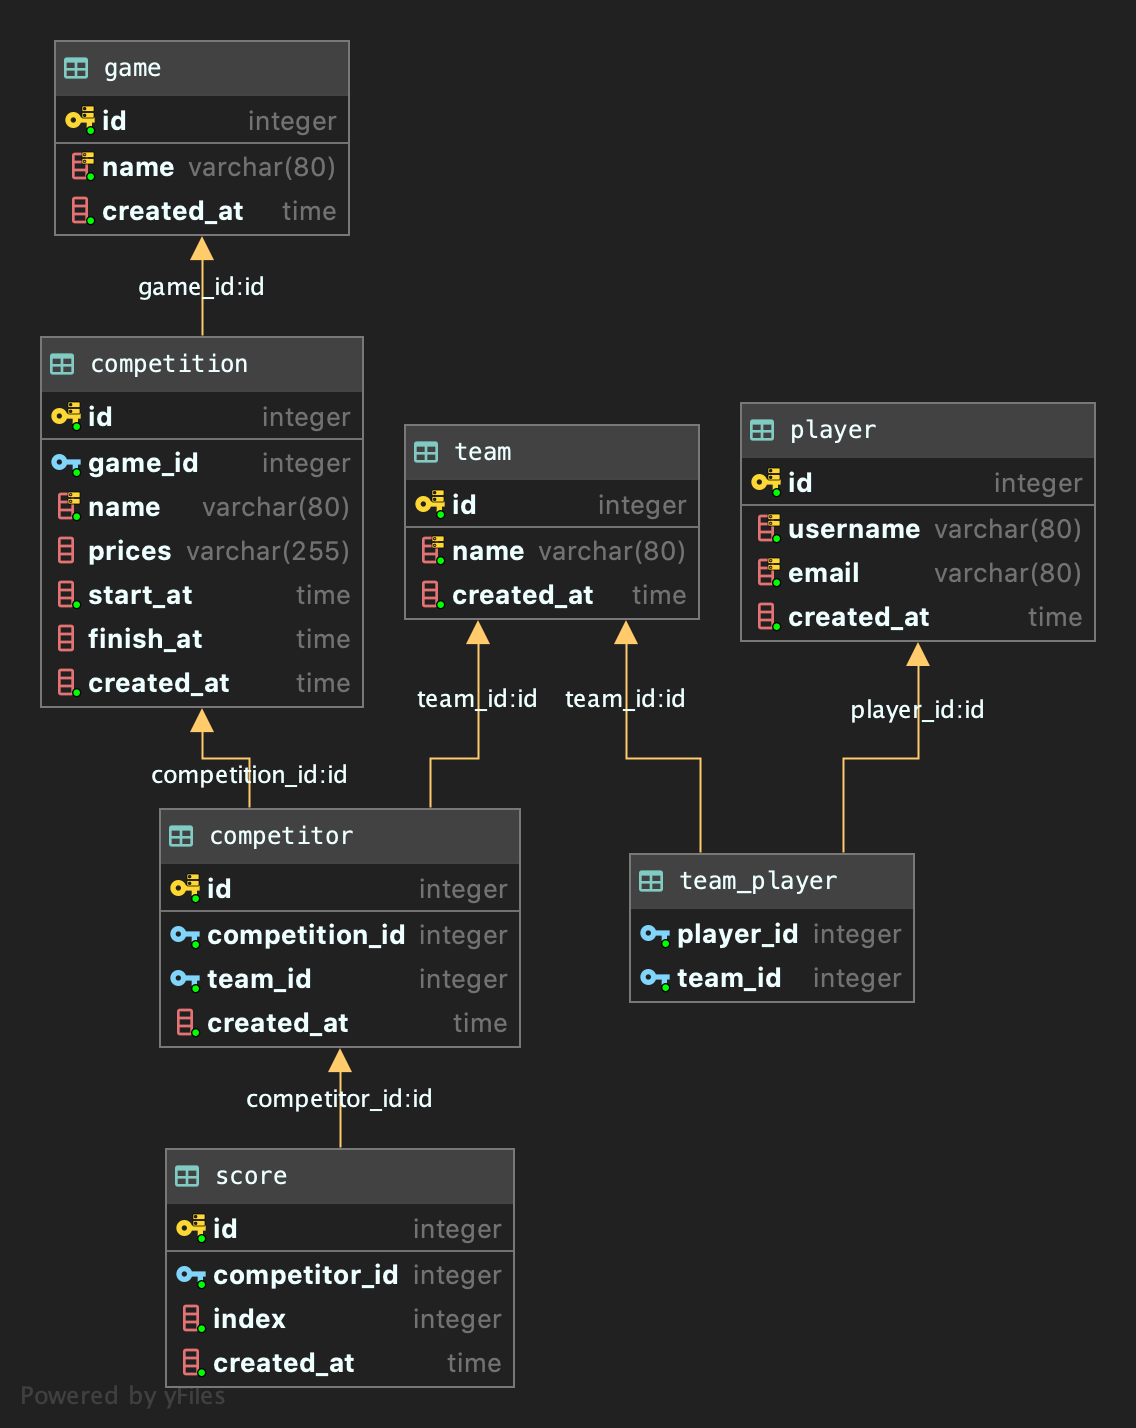 game
id integer
name varchar(80)
created_at time
game_id:id
competition
id integer
game_id integer
name varchar(80)
prices varchar(255)
start_at time
finish_at time
created_at time
team
id integer
name varchar(80)
created_at time
player
id integer
username varchar(80)
email varchar(80)
created_at time
team_id:id
team_id:id
player_id:id
competition_id:id
competitor
id integer
competition_id integer
team_id integer
created_at time
team_player
player_id integer
team_id integer
competitor_id:id
score
id integer
competitor_id integer
index integer
created_at time
Powered by yFiles